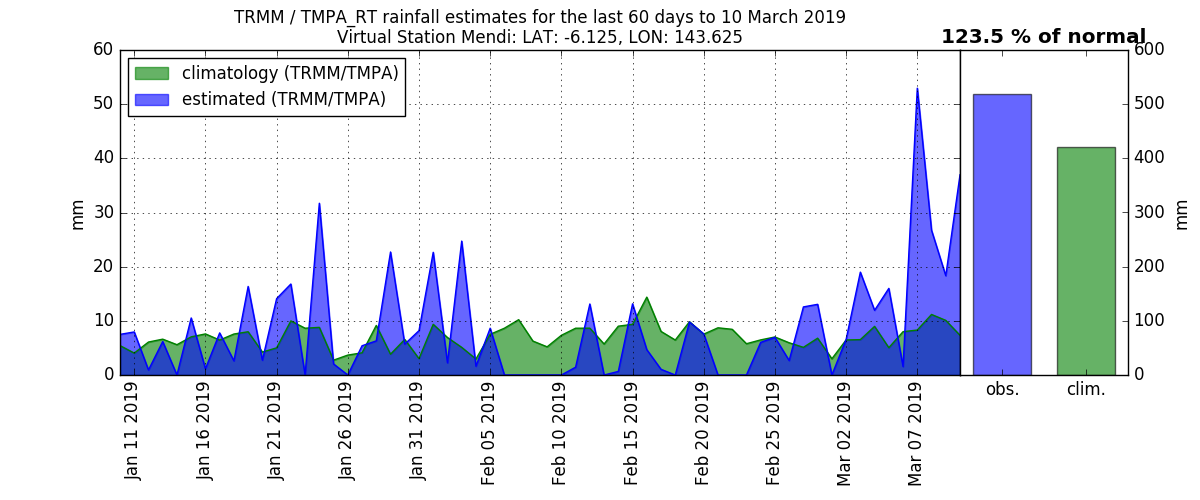 TRMM / TMPA_RT rainfall estimates for the last 60 days to 10 March 2019
Virtual Station Mendi: LAT: -6.125, LON: 143.625
123.5 % of normal
climatology (TRMM/TMPA)
estimated (TRMM/TMPA)
60
50
40
30
20
10
0
mm
600
500
400
300
200
100
0
mm
Jan 11 2019
Jan 16 2019
Jan 21 2019
Jan 26 2019
Jan 31 2019
Feb 05 2019
Feb 10 2019
Feb 15 2019
Feb 20 2019
Feb 25 2019
Mar 02 2019
Mar 07 2019
obs.
clim.